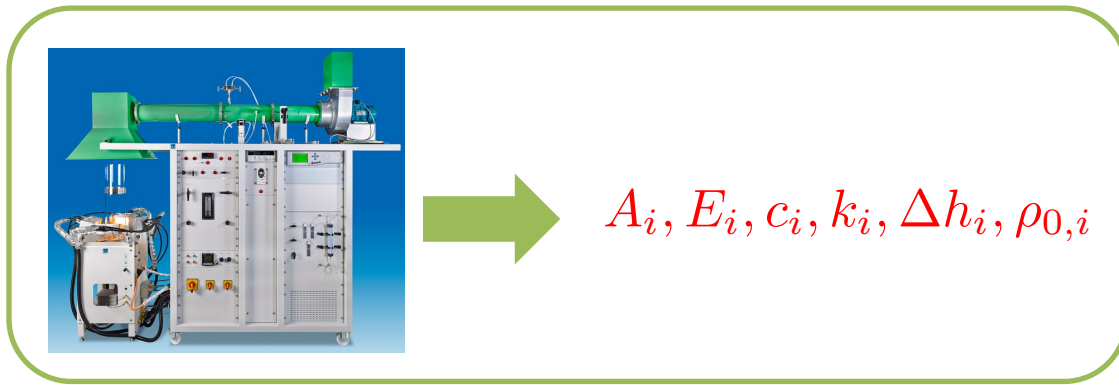 A_i, E_i, c_i, k_i, Δh_i, ρ_{0,i}